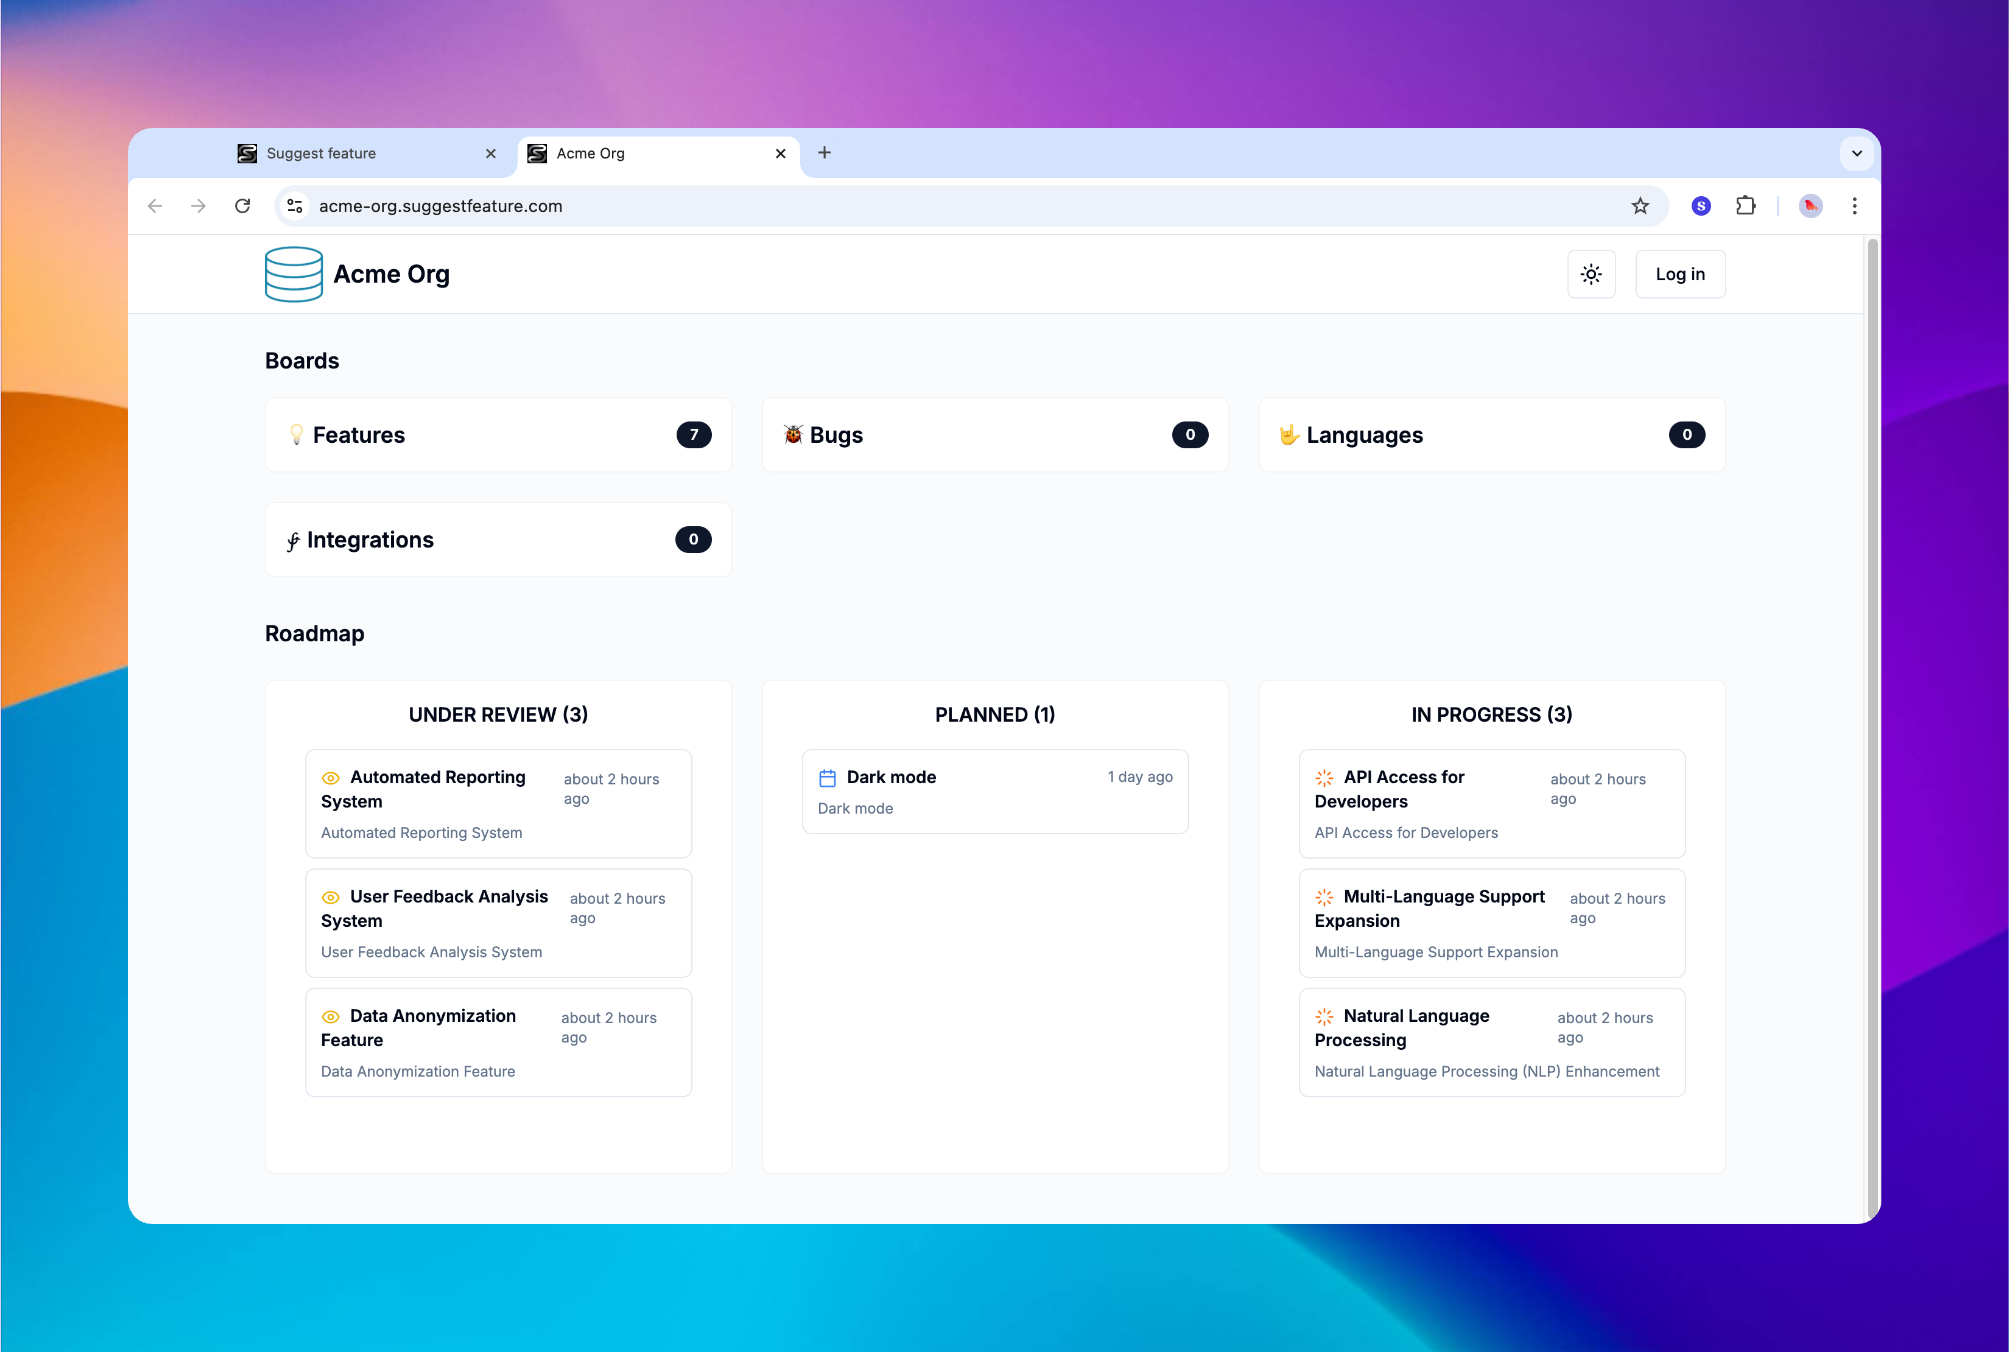 Suggest feature
Acme Org
acme-org.suggestfeature.com
S
Acme Org
Log in
Boards
Features 7
Bugs 0
Languages 0
Integrations 0
Roadmap
UNDER REVIEW (3)
Automated Reporting
System
about 2 hours
ago
Automated Reporting System
User Feedback Analysis
System
about 2 hours
ago
User Feedback Analysis System
Data Anonymization
Feature
about 2 hours
ago
Data Anonymization Feature
PLANNED (1)
Dark mode
1 day ago
Dark mode
IN PROGRESS (3)
API Access for
Developers
about 2 hours
ago
API Access for Developers
Multi-Language Support
Expansion
about 2 hours
ago
Multi-Language Support Expansion
Natural Language
Processing
about 2 hours
ago
Natural Language Processing (NLP) Enhancement